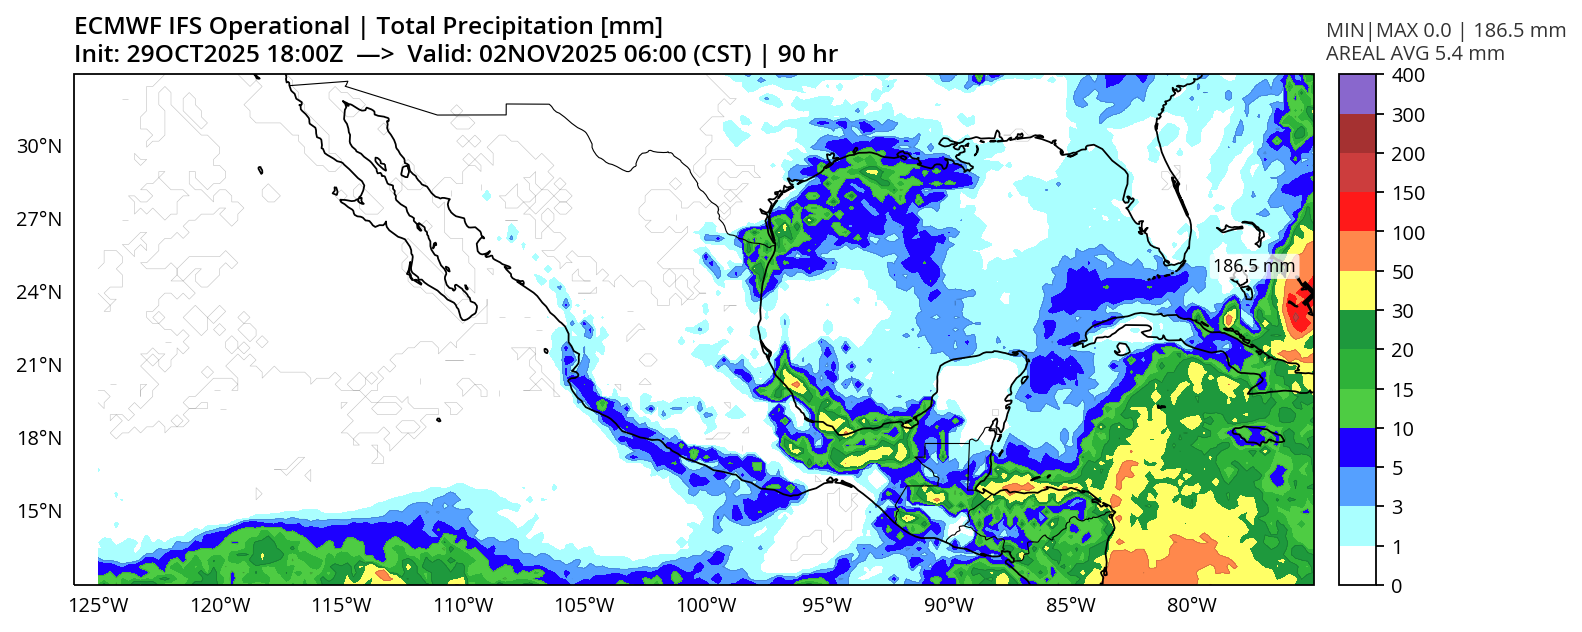 ECMWF IFS Operational | Total Precipitation [mm]
Init: 29OCT2025 18:00Z —> Valid: 02NOV2025 06:00 (CST) | 90 hr
MIN|MAX 0.0 | 186.5 mm
AREAL AVG 5.4 mm
400
300
200
150
100
50
30
20
15
10
5
3
1
0
30°N
27°N
24°N
21°N
18°N
15°N
186.5 mm
125°W
120°W
115°W
110°W
105°W
100°W
95°W
90°W
85°W
80°W